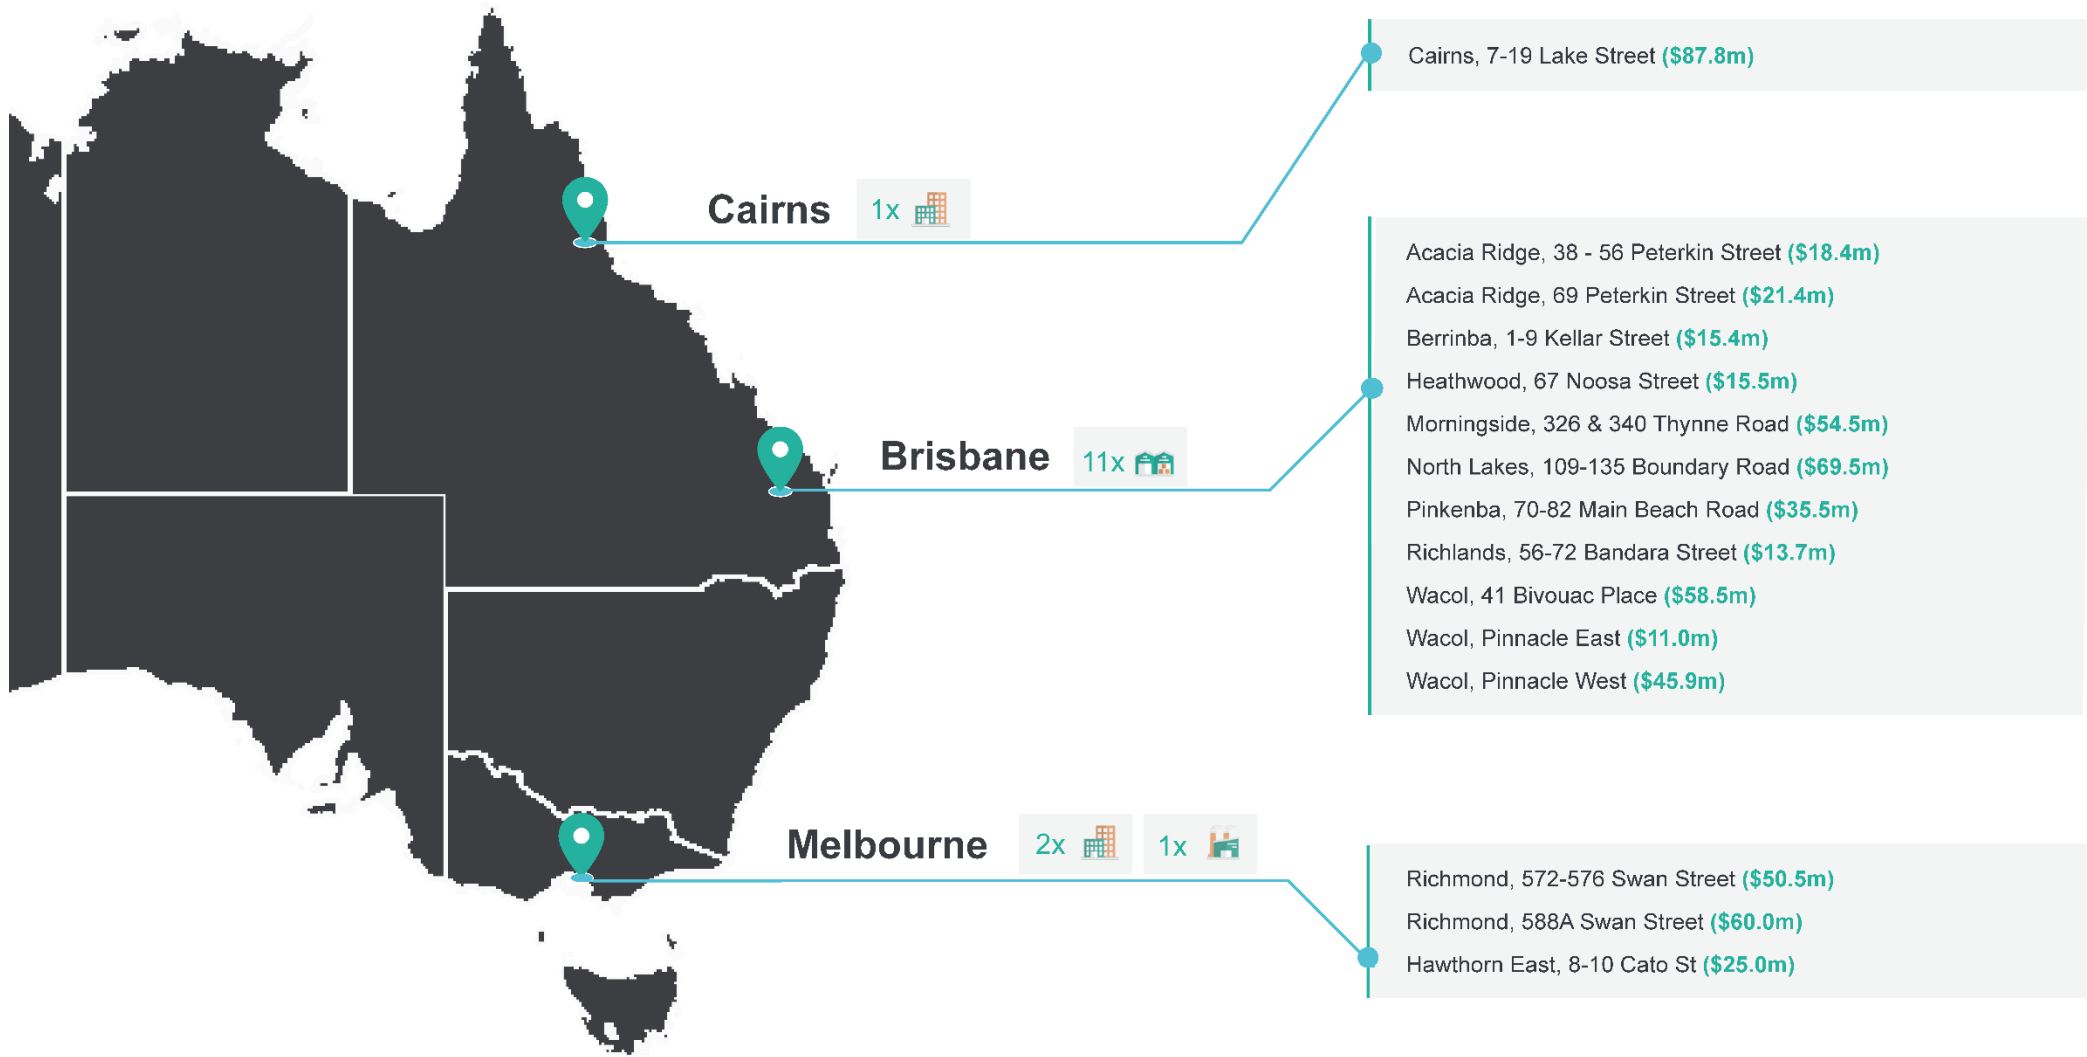 Cairns, 7-19 Lake Street ($87.8m)
Cairns 1x
Acacia Ridge, 38 - 56 Peterkin Street ($18.4m)
Acacia Ridge, 69 Peterkin Street ($21.4m)
Berrinba, 1-9 Kellar Street ($15.4m)
Heathwood, 67 Noosa Street ($15.5m)
Morningside, 326 & 340 Thynne Road ($54.5m)
North Lakes, 109-135 Boundary Road ($69.5m)
Pinkenba, 70-82 Main Beach Road ($35.5m)
Richlands, 56-72 Bandara Street ($13.7m)
Wacol, 41 Bivouac Place ($58.5m)
Wacol, Pinnacle East ($11.0m)
Wacol, Pinnacle West ($45.9m)
Brisbane 11x
Melbourne 2x 1x
Richmond, 572-576 Swan Street ($50.5m)
Richmond, 588A Swan Street ($60.0m)
Hawthorn East, 8-10 Cato St ($25.0m)